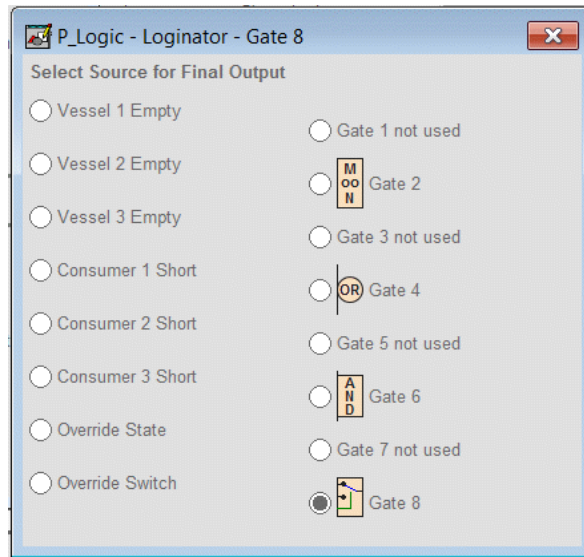 P_Logic - Loginator - Gate 8
Select Source for Final Output
Vessel 1 Empty
Vessel 2 Empty
Vessel 3 Empty
Consumer 1 Short
Consumer 2 Short
Consumer 3 Short
Override State
Override Switch
Gate 1 not used
M
oo
N
Gate 2
Gate 3 not used
OR Gate 4
Gate 5 not used
A
N
D
Gate 6
Gate 7 not used
Gate 8